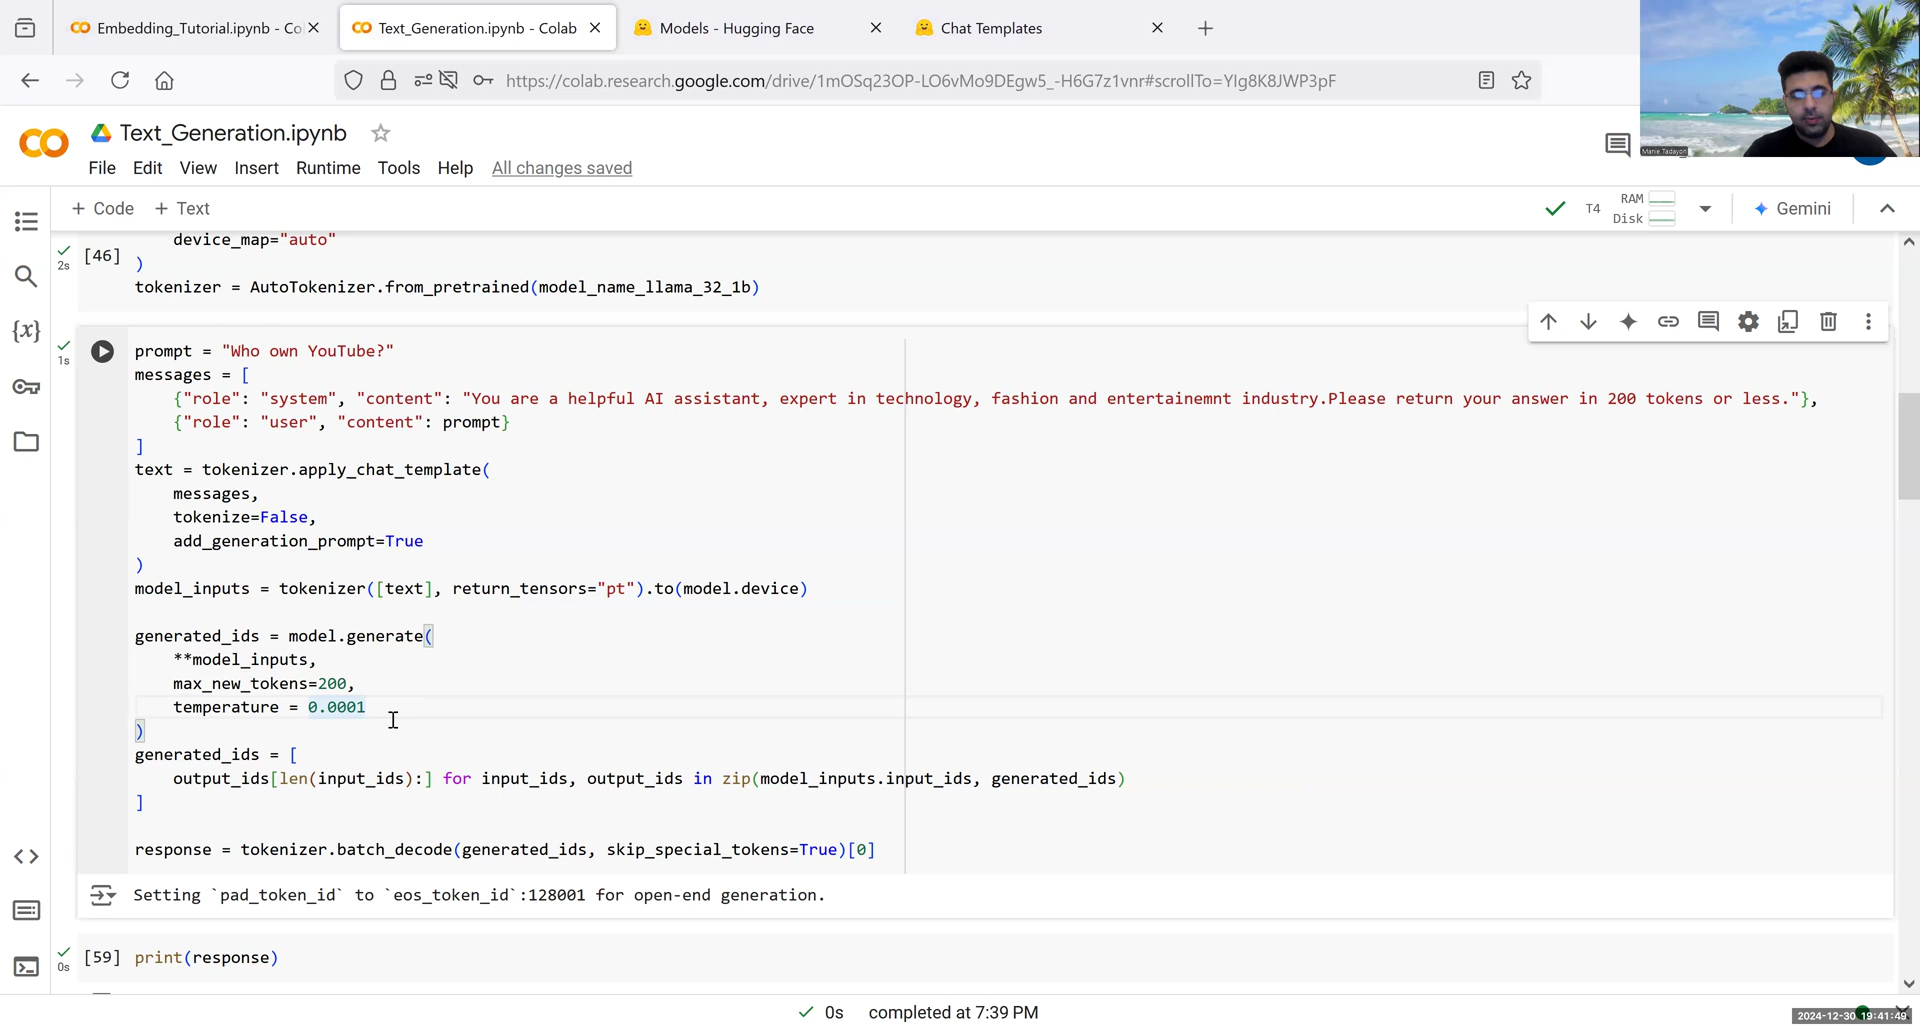 Embedding_Tutorial.ipynb - Co
Text_Generation.ipynb - Colab
Models - Hugging Face
Chat Templates
https://colab.research.google.com/drive/1mOSq23OP-LO6vMo9DEgw5_-H6G7z1vnr#scrollTo=YIg8K8JWP3pF
Marie Tadayon
Text_Generation.ipynb
File Edit View Insert Runtime Tools Help All changes saved
+ Code + Text
T4 RAM Disk
Gemini
device_map="auto"
[46]
2s
)
tokenizer = AutoTokenizer.from_pretrained(model_name_llama_32_1b)
1s
prompt = "Who own YouTube?"
messages = [
{"role": "system", "content": "You are a helpful AI assistant, expert in technology, fashion and entertainemnt industry.Please return your answer in 200 tokens or less."},
{"role": "user", "content": prompt}
]
text = tokenizer.apply_chat_template(
messages,
tokenize=False,
add_generation_prompt=True
)
model_inputs = tokenizer([text], return_tensors="pt").to(model.device)
generated_ids = model.generate(
**model_inputs,
max_new_tokens=200,
temperature = 0.0001
)
generated_ids = [
output_ids[len(input_ids):] for input_ids, output_ids in zip(model_inputs.input_ids, generated_ids)
]
response = tokenizer.batch_decode(generated_ids, skip_special_tokens=True)[0]
Setting `pad_token_id` to `eos_token_id`:128001 for open-end generation.
0s
[59] print(response)
0s completed at 7:39 PM
2024-12-30 19:41:49